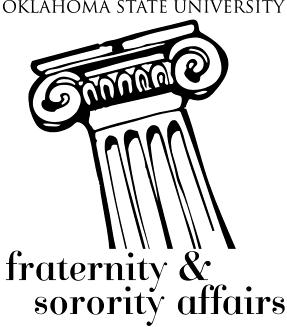 OKLAHOMA STATE UNIVERSITY
fraternity &
sorority affairs